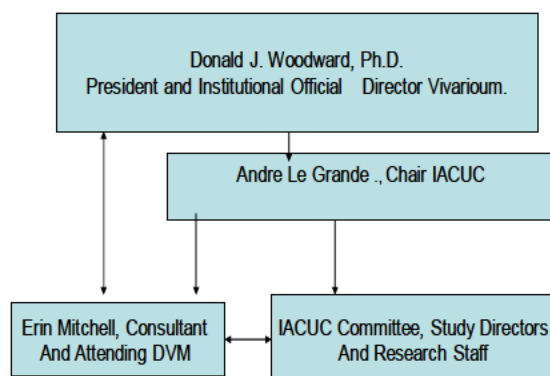 Donald J. Woodward, Ph.D.
President and Institutional Official Director Vivarioum.
Andre Le Grande ., Chair IACUC
Erin Mitchell, Consultant
And Attending DVM
IACUC Committee, Study Directors
And Research Staff